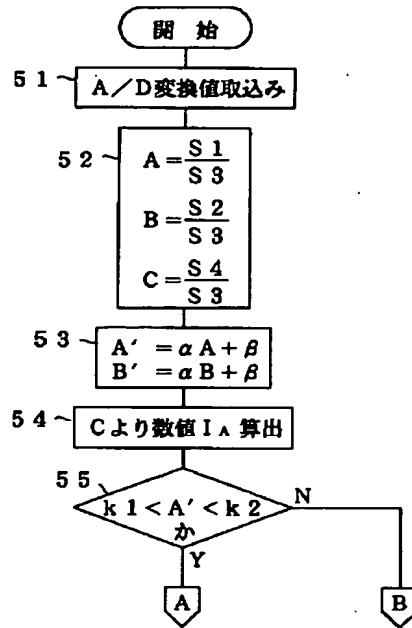 開 始
51
A/D変換値取込み
52
A=S1/S3
B=S2/S3
C=S4/S3
53
A′ =αA+β
B′ =αB+β
54
Cより数値IA算出
55
k1<A′<k2
か
N
Y
A
B